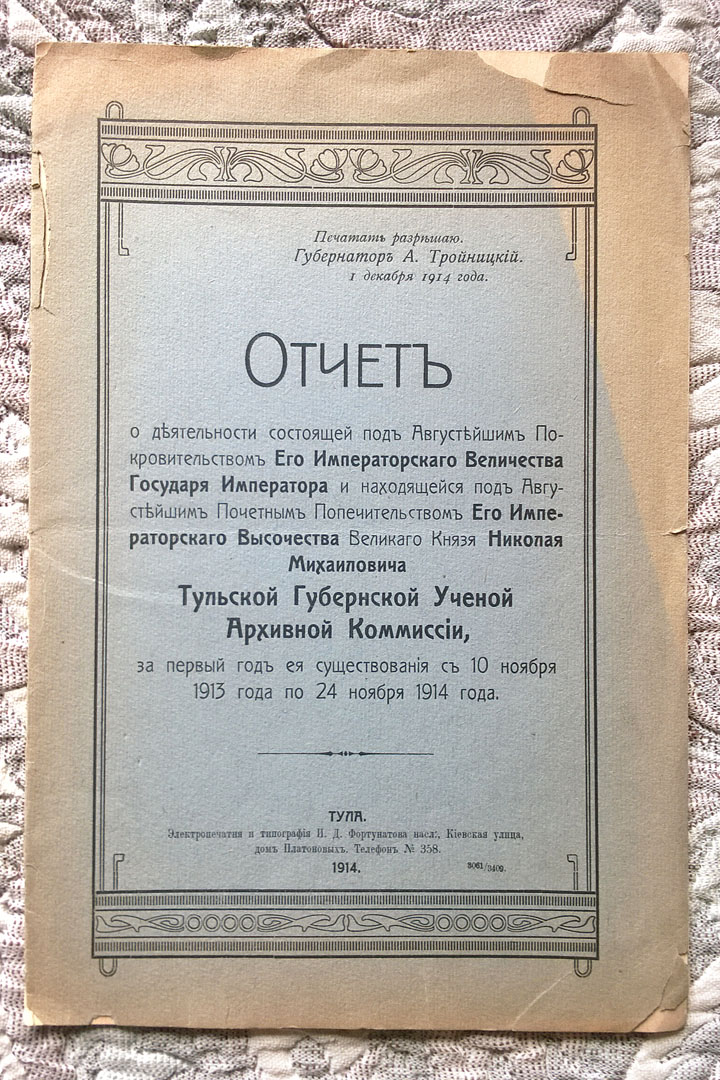 Печатать разрѣшаю.
Губернаторъ А. Тройницкій.
1 декабря 1914 года.
Отчетъ
о дѣятельности состоящей подъ Августѣйшимъ По-
кровительствомъ Его Императорскаго Величества
Государя Императора и находящейся подъ Авгу-
стѣйшимъ Почетнымъ Попечительствомъ Его Импе-
раторскаго Высочества Великаго Князя Николая
Михаиловича
Тульской Губернской Ученой
Архивной Коммиссіи,
за первый годъ ея существованія съ 10 ноября
1913 года по 24 ноября 1914 года.
ТУЛА.
Электропечатня и типографія И. Д. Фортунатова насл:, Кіевская улица,
домъ Платоновыхъ. Телефонъ № 358.
1914.
3061/3409.